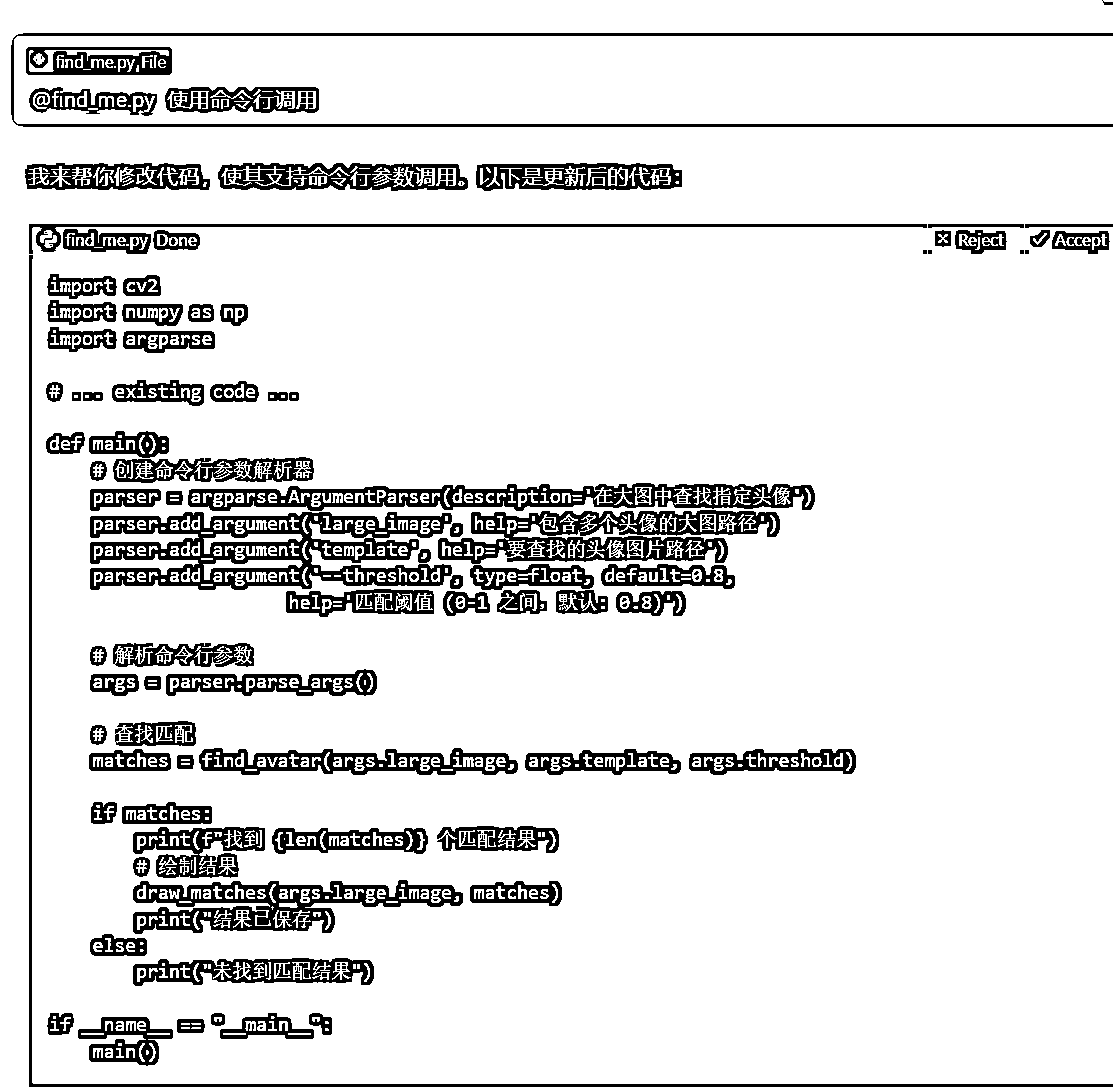 find_me.py,File
@find_me.py 使用命令行调用
我来帮你修改代码，使其支持命令行参数调用。以下是更新后的代码：
find_me.py Done Reject Accept
import cv2
import numpy as np
import argparse
# ... existing code ...
def main():
    # 创建命令行参数解析器
    parser = argparse.ArgumentParser(description='在大图中查找指定头像')
    parser.add_argument('large_image', help='包含多个头像的大图路径')
    parser.add_argument('template', help='要查找的头像图片路径')
    parser.add_argument('--threshold', type=float, default=0.8,
                      help='匹配阈值 (0-1 之间，默认: 0.8)')
    # 解析命令行参数
    args = parser.parse_args()
    # 查找匹配
    matches = find_avatar(args.large_image, args.template, args.threshold)
    if matches:
        print(f"找到 {len(matches)} 个匹配结果")
        # 绘制结果
        draw_matches(args.large_image, matches)
        print("结果已保存")
    else:
        print("未找到匹配结果")
if __name__ == "__main__":
    main()